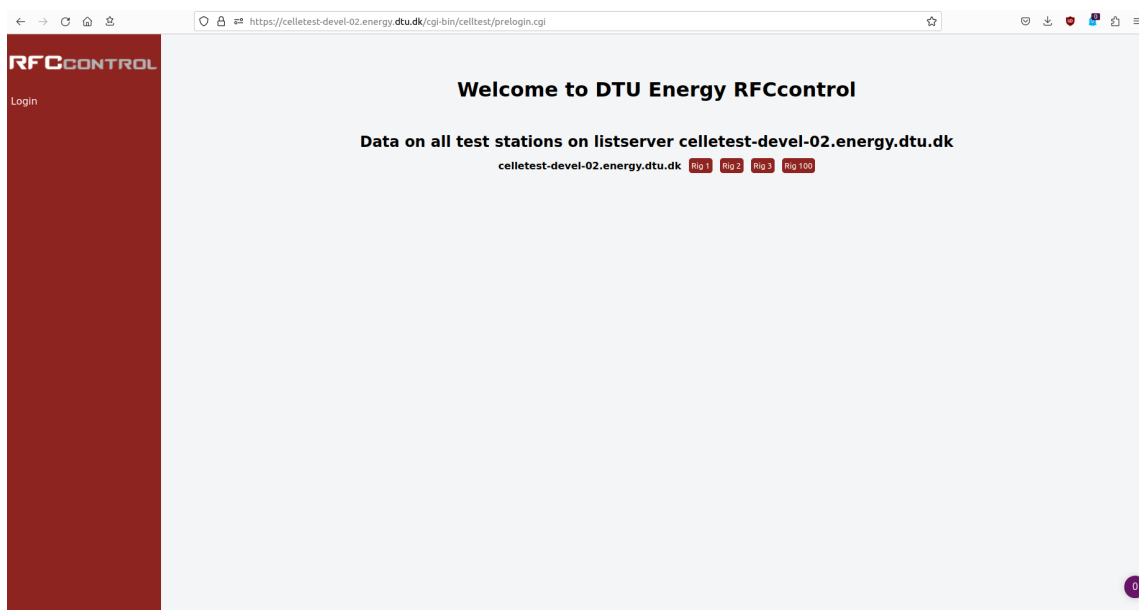 https://celletest-devel-02.energy.dtu.dk/cgi-bin/celltest/prelogin.cgi
0
RFCCONTROL
Login
Welcome to DTU Energy RFCcontrol
Data on all test stations on listserver celletest-devel-02.energy.dtu.dk
celletest-devel-02.energy.dtu.dk Rig 1 Rig 2 Rig 3 Rig 100
0